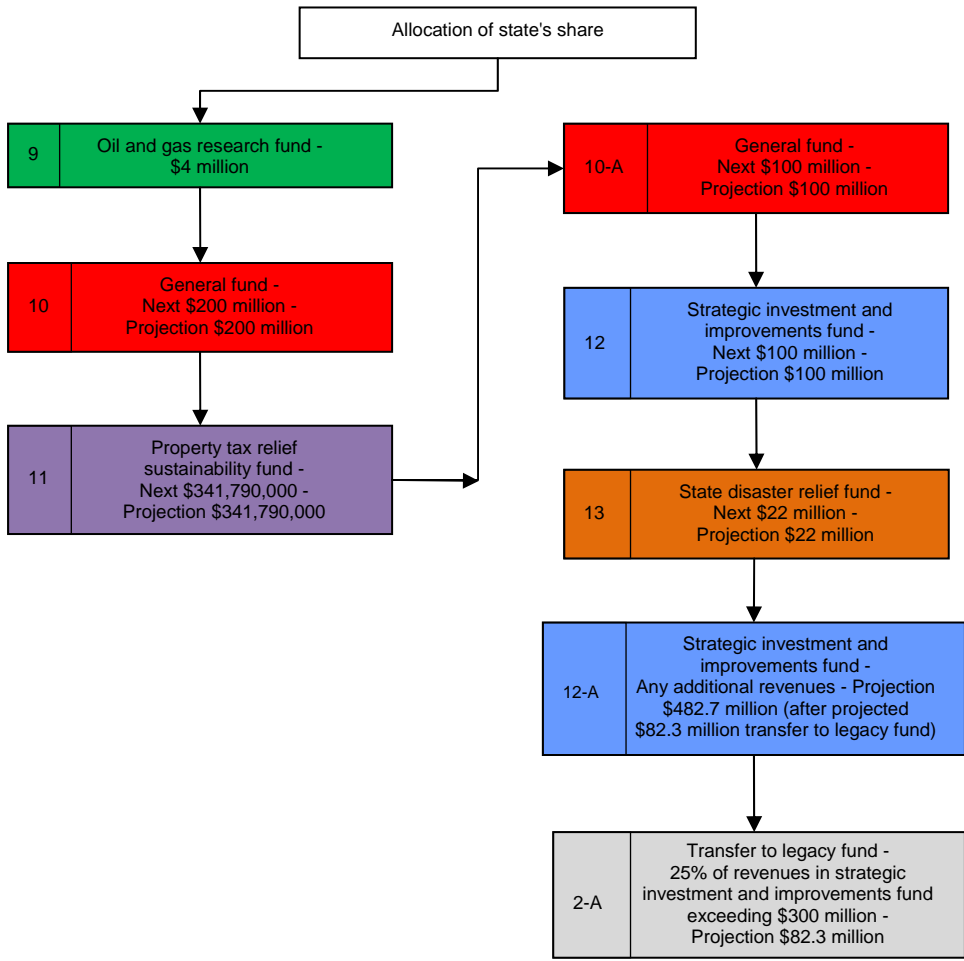 Allocation of state's share
9
Oil and gas research fund -
$4 million
10
General fund -
Next $200 million -
Projection $200 million
11
Property tax relief
sustainability fund -
Next $341,790,000 -
Projection $341,790,000
10-A
General fund -
Next $100 million -
Projection $100 million
12
Strategic investment and
improvements fund -
Next $100 million -
Projection $100 million
13
State disaster relief fund -
Next $22 million -
Projection $22 million
12-A
Strategic investment and
improvements fund -
Any additional revenues - Projection
$482.7 million (after projected
$82.3 million transfer to legacy fund)
2-A
Transfer to legacy fund -
25% of revenues in strategic
investment and improvements fund
exceeding $300 million -
Projection $82.3 million